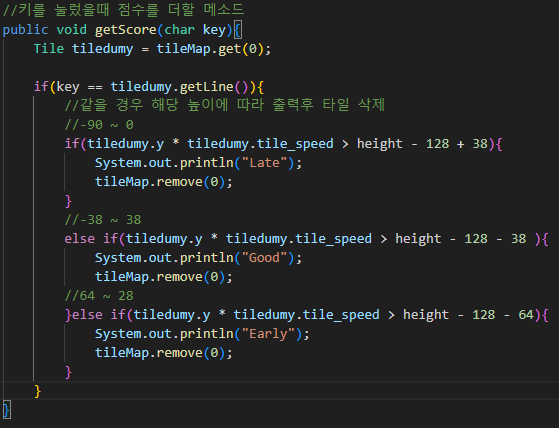 //키를 눌렀을때 점수를 더할 메소드
public void getScore(char key){
    Tile tiledumy = tileMap.get(0);

    if(key == tiledumy.getLine()){
        //같을 경우 해당 높이에 따라 출력후 타일 삭제
        //-90 ~ 0
        if(tiledumy.y * tiledumy.tile_speed > height - 128 + 38){
            System.out.println("Late");
            tileMap.remove(0);
        }
        //-38 ~ 38
        else if(tiledumy.y * tiledumy.tile_speed > height - 128 - 38 ){
            System.out.println("Good");
            tileMap.remove(0);
        //64 ~ 28
        }else if(tiledumy.y * tiledumy.tile_speed > height - 128 - 64){
            System.out.println("Early");
            tileMap.remove(0);
        }
    }
}